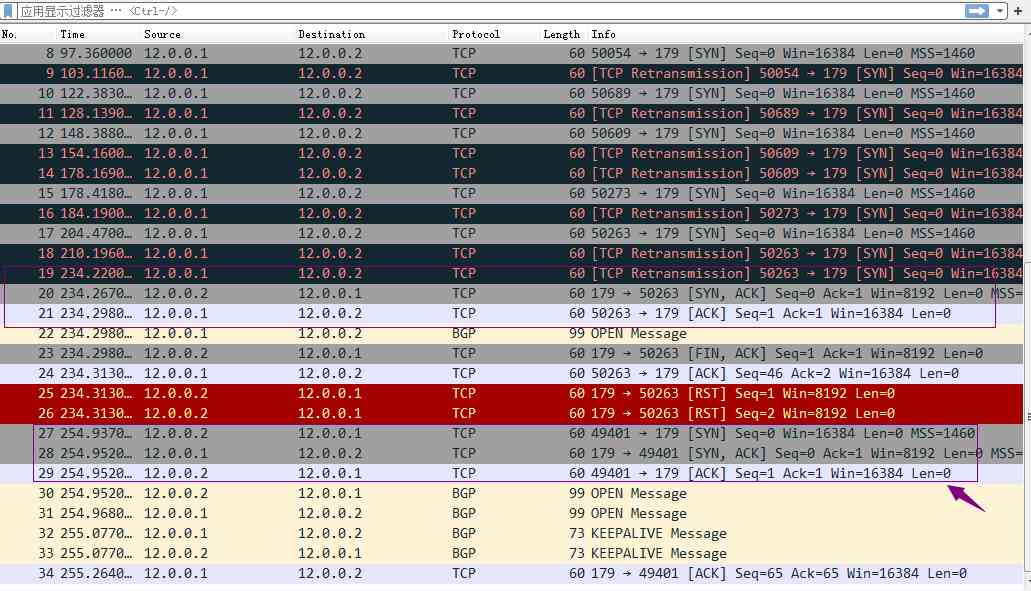 应用显示过滤器 … <Ctrl-/>
No. Time Source Destination Protocol Length Info
8 97.360000 12.0.0.1 12.0.0.2 TCP 60 50054 → 179 [SYN] Seq=0 Win=16384 Len=0 MSS=1460
9 103.1160… 12.0.0.1 12.0.0.2 TCP 60 [TCP Retransmission] 50054 → 179 [SYN] Seq=0 Win=16384
10 122.3830… 12.0.0.1 12.0.0.2 TCP 60 50689 → 179 [SYN] Seq=0 Win=16384 Len=0 MSS=1460
11 128.1390… 12.0.0.1 12.0.0.2 TCP 60 [TCP Retransmission] 50689 → 179 [SYN] Seq=0 Win=16384
12 148.3880… 12.0.0.1 12.0.0.2 TCP 60 50609 → 179 [SYN] Seq=0 Win=16384 Len=0 MSS=1460
13 154.1600… 12.0.0.1 12.0.0.2 TCP 60 [TCP Retransmission] 50609 → 179 [SYN] Seq=0 Win=16384
14 178.1690… 12.0.0.1 12.0.0.2 TCP 60 [TCP Retransmission] 50609 → 179 [SYN] Seq=0 Win=16384
15 178.4180… 12.0.0.1 12.0.0.2 TCP 60 50273 → 179 [SYN] Seq=0 Win=16384 Len=0 MSS=1460
16 184.1900… 12.0.0.1 12.0.0.2 TCP 60 [TCP Retransmission] 50273 → 179 [SYN] Seq=0 Win=16384
17 204.4700… 12.0.0.1 12.0.0.2 TCP 60 50263 → 179 [SYN] Seq=0 Win=16384 Len=0 MSS=1460
18 210.1960… 12.0.0.1 12.0.0.2 TCP 60 [TCP Retransmission] 50263 → 179 [SYN] Seq=0 Win=16384
19 234.2200… 12.0.0.1 12.0.0.2 TCP 60 [TCP Retransmission] 50263 → 179 [SYN] Seq=0 Win=16384
20 234.2670… 12.0.0.2 12.0.0.1 TCP 60 179 → 50263 [SYN, ACK] Seq=0 Ack=1 Win=8192 Len=0 MSS=
21 234.2980… 12.0.0.1 12.0.0.2 TCP 60 50263 → 179 [ACK] Seq=1 Ack=1 Win=16384 Len=0
22 234.2980… 12.0.0.1 12.0.0.2 BGP 99 OPEN Message
23 234.2980… 12.0.0.2 12.0.0.1 TCP 60 179 → 50263 [FIN, ACK] Seq=1 Ack=1 Win=8192 Len=0
24 234.3130… 12.0.0.1 12.0.0.2 TCP 60 50263 → 179 [ACK] Seq=46 Ack=2 Win=16384 Len=0
25 234.3130… 12.0.0.2 12.0.0.1 TCP 60 179 → 50263 [RST] Seq=1 Win=8192 Len=0
26 234.3130… 12.0.0.2 12.0.0.1 TCP 60 179 → 50263 [RST] Seq=2 Win=8192 Len=0
27 254.9370… 12.0.0.2 12.0.0.1 TCP 60 49401 → 179 [SYN] Seq=0 Win=16384 Len=0 MSS=1460
28 254.9520… 12.0.0.1 12.0.0.2 TCP 60 179 → 49401 [SYN, ACK] Seq=0 Ack=1 Win=8192 Len=0 MSS=
29 254.9520… 12.0.0.2 12.0.0.1 TCP 60 49401 → 179 [ACK] Seq=1 Ack=1 Win=16384 Len=0
30 254.9520… 12.0.0.2 12.0.0.1 BGP 99 OPEN Message
31 254.9680… 12.0.0.1 12.0.0.2 BGP 99 OPEN Message
32 255.0770… 12.0.0.1 12.0.0.2 BGP 73 KEEPALIVE Message
33 255.0770… 12.0.0.2 12.0.0.1 BGP 73 KEEPALIVE Message
34 255.2640… 12.0.0.1 12.0.0.2 TCP 60 179 → 49401 [ACK] Seq=65 Ack=65 Win=16384 Len=0